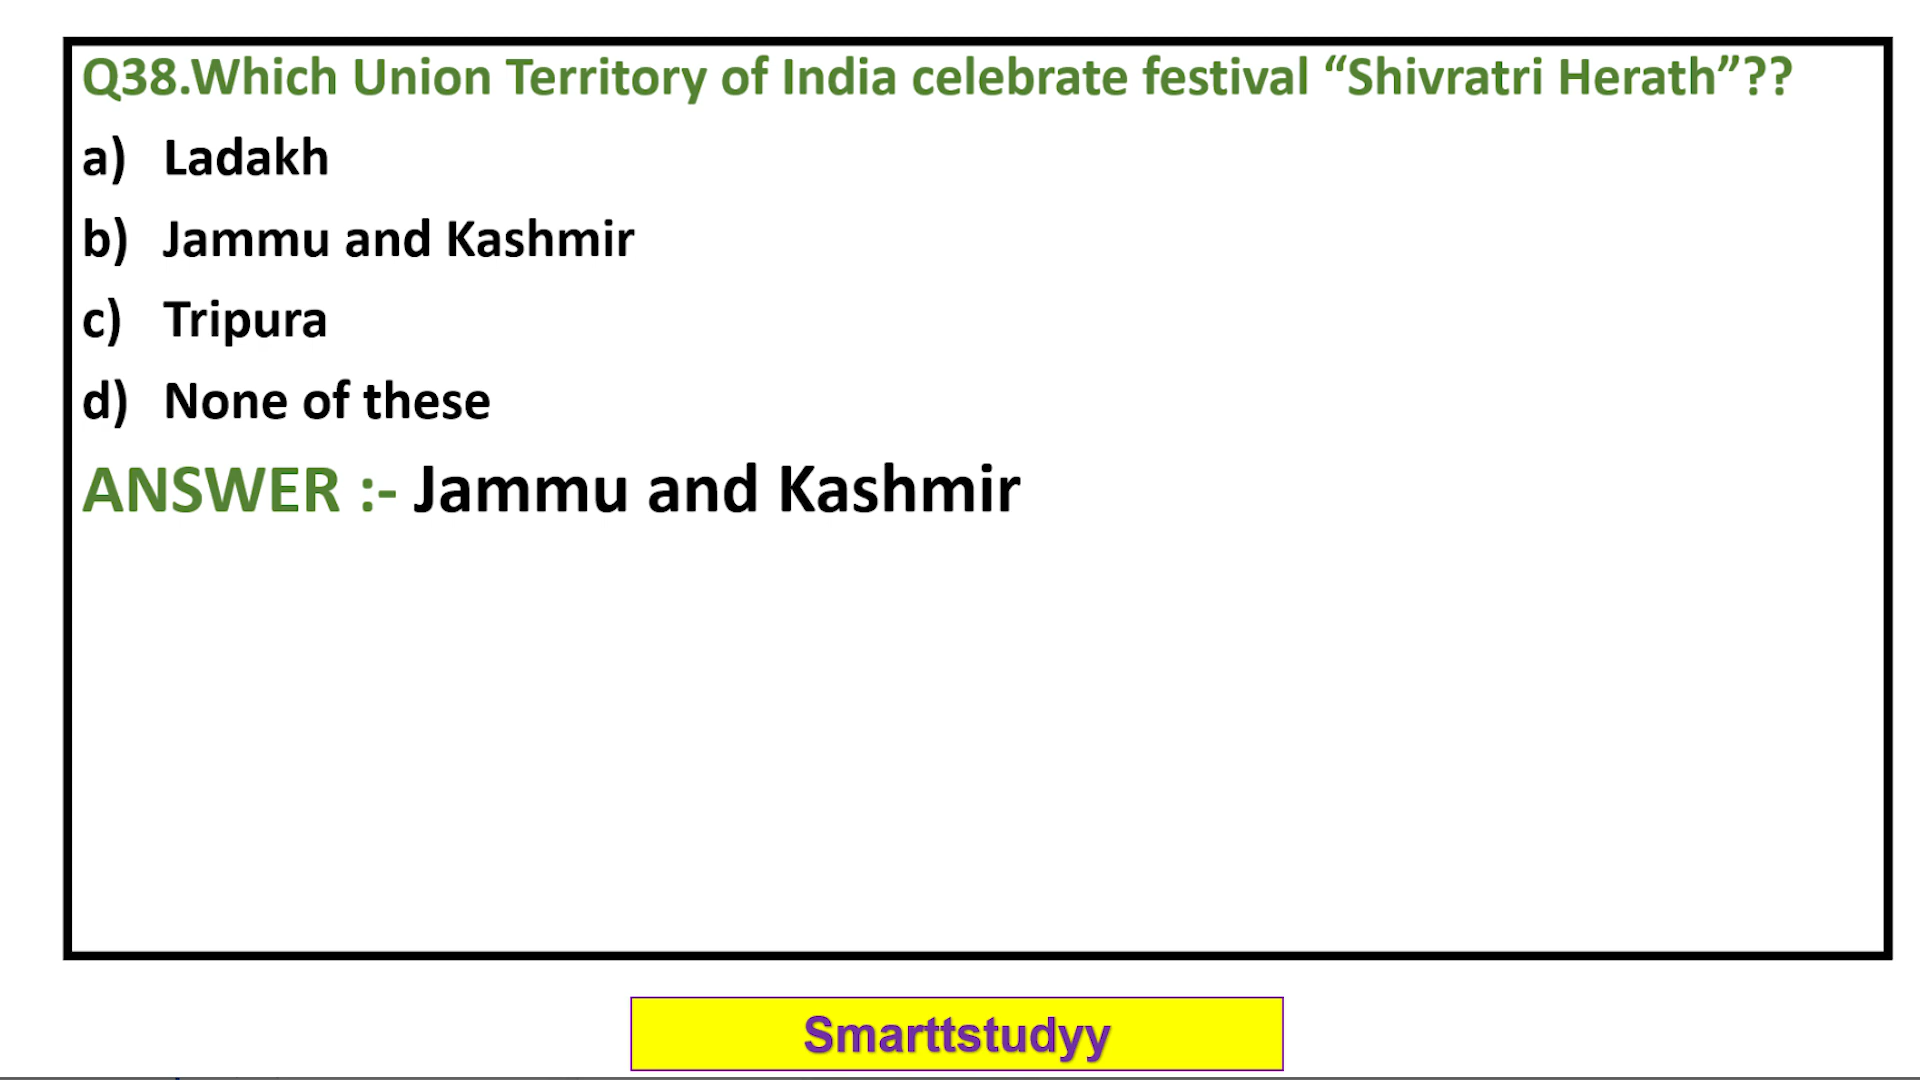 Q38.Which Union Territory of India celebrate festival “Shivratri Herath”??
a) Ladakh
b) Jammu and Kashmir
c) Tripura
d) None of these
ANSWER :- Jammu and Kashmir
Smarttstudyy